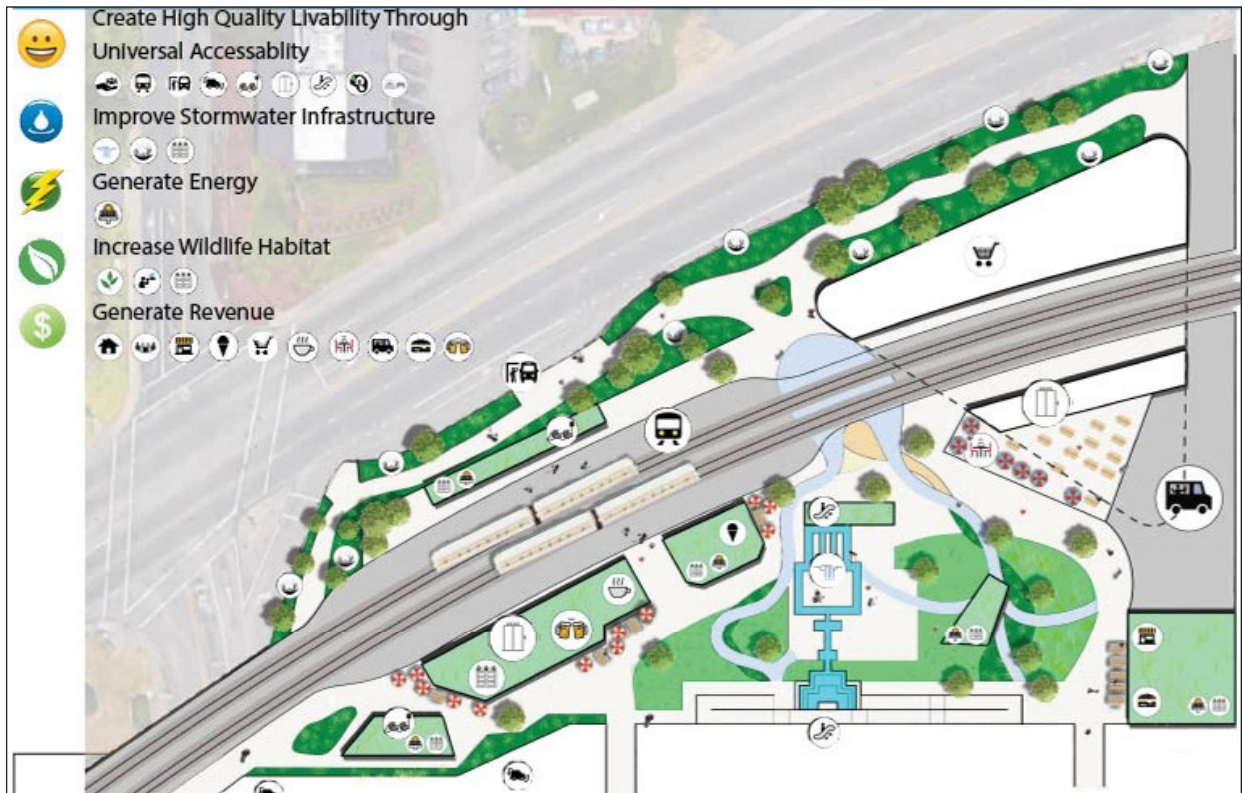 Create High Quality Livability Through
Universal Accessablity
Improve Stormwater Infrastructure
Generate Energy
Increase Wildlife Habitat
Generate Revenue
$